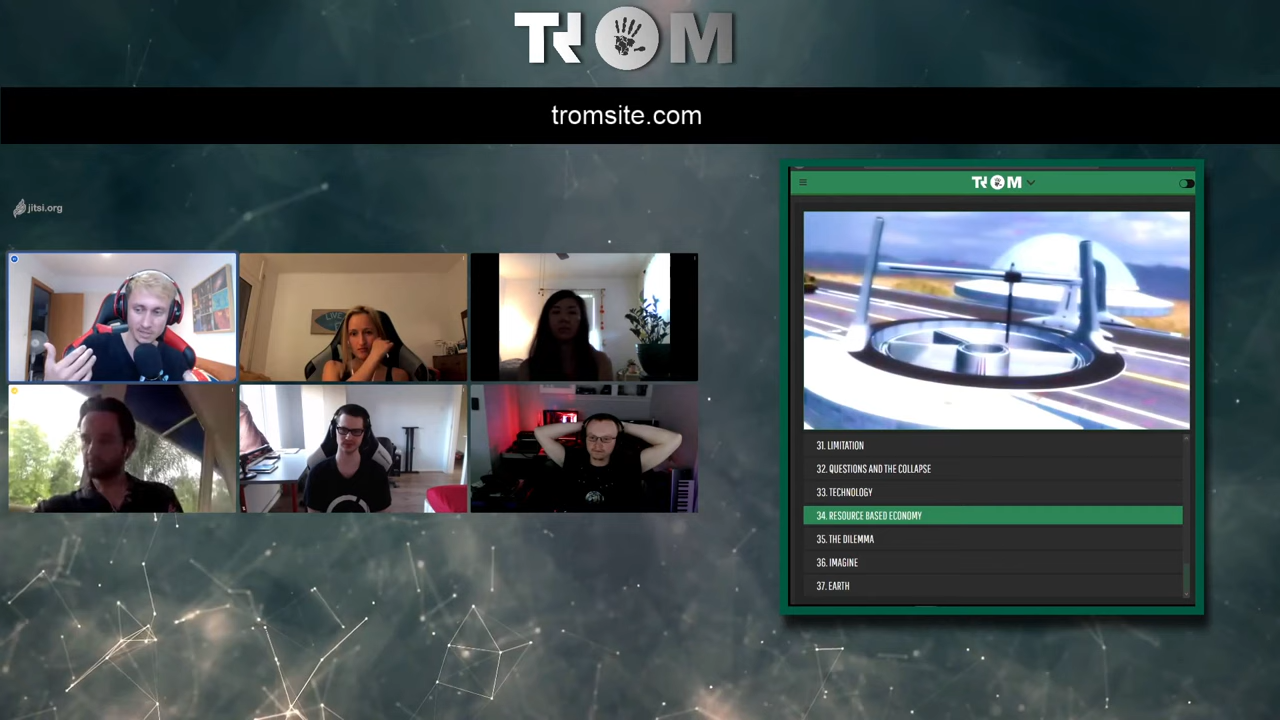 TROM
tromsite.com
jitsi.org
TROM
31. LIMITATION
32. QUESTIONS AND THE COLLAPSE
33. TECHNOLOGY
34. RESOURCE BASED ECONOMY
35. THE DILEMMA
36. IMAGINE
37. EARTH